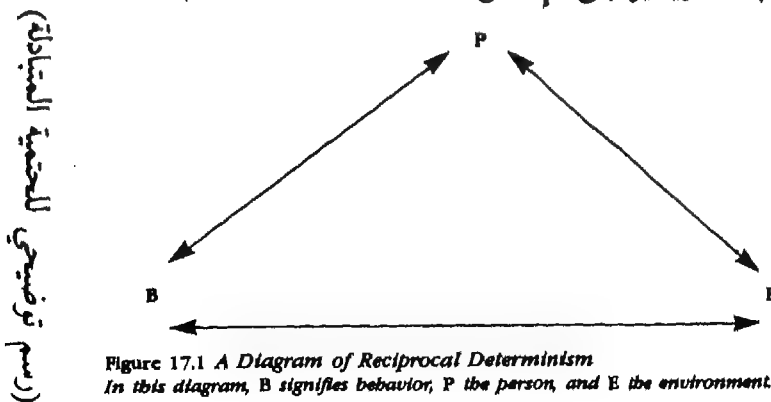 P
B
E
Figure 17.1 A Diagram of Reciprocal Determinism
In this diagram, B signifies behavior, P the person, and E the environment.
(رسم توضيحي للحتمية المتبادلة)